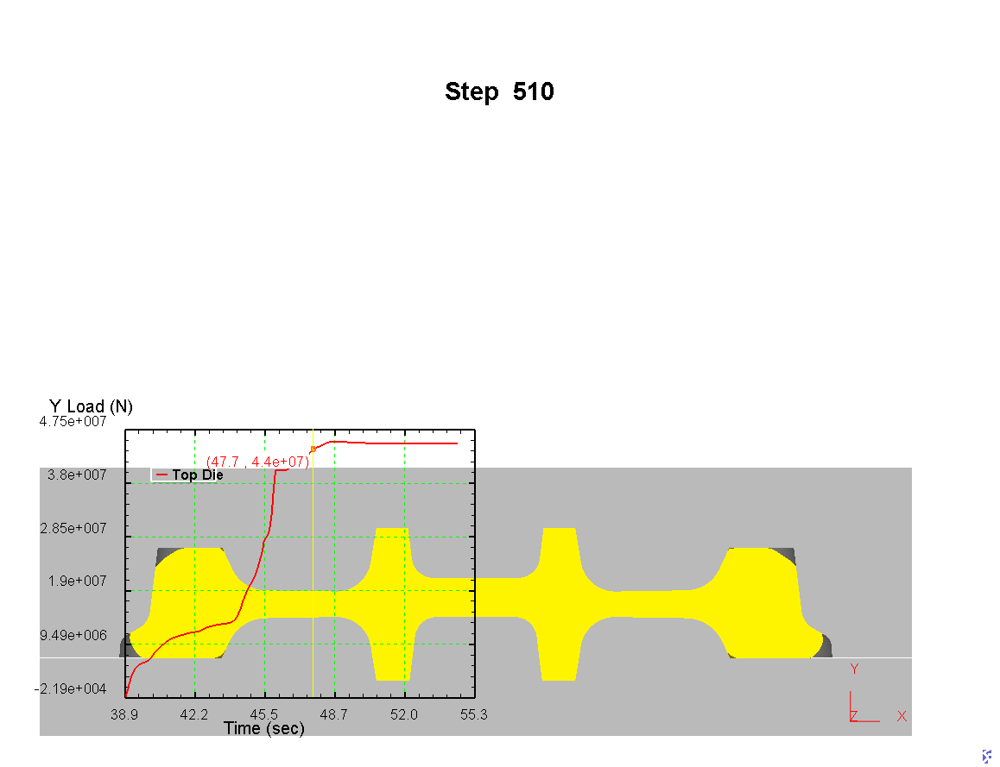 Step 510
Y Load (N)
4.75e+007
(47.7 , 4.4e+07)
3.8e+007
Top Die
2.85e+007
1.9e+007
9.49e+006
-2.19e+004
38.9 42.2 45.5 48.7 52.0 55.3
Time (sec)
Y
Z X